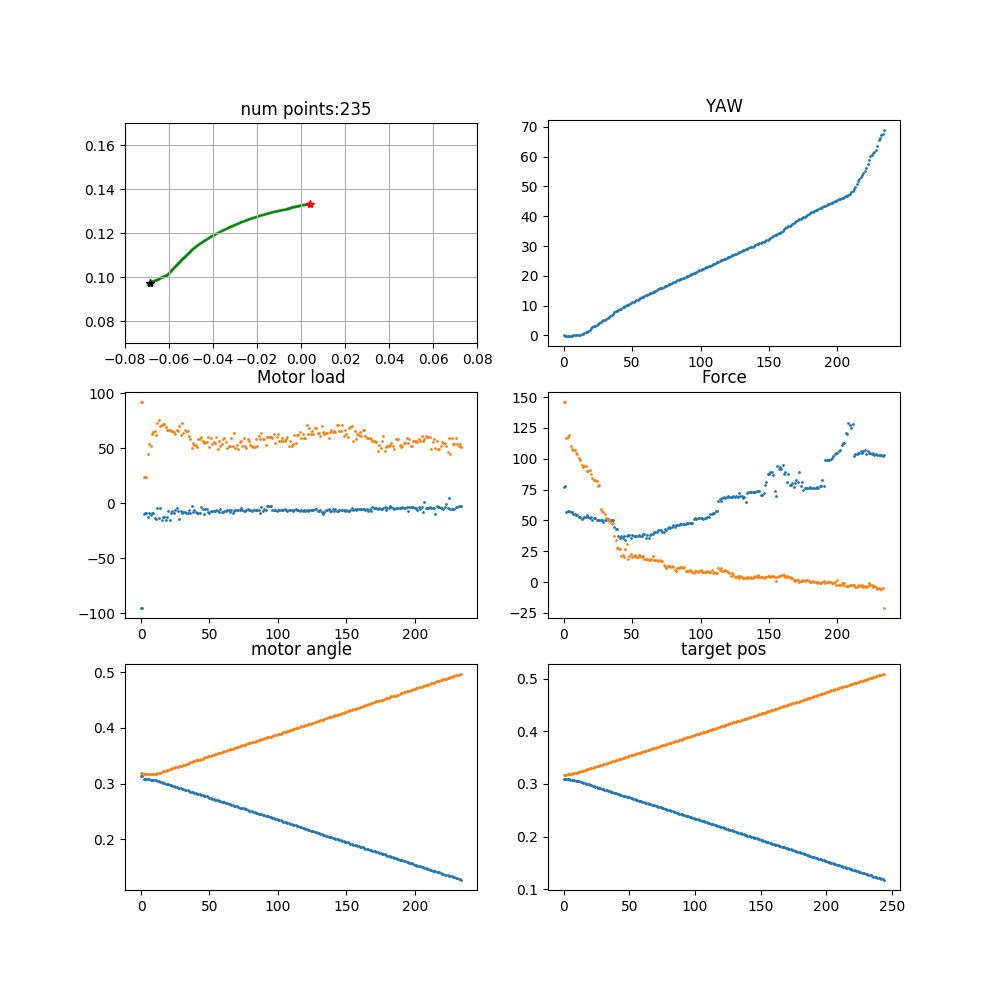 num points:235
YAW
0.16
0.14
0.12
0.10
0.08
−0.08 −0.06 −0.04 −0.02 0.00 0.02 0.04 0.06 0.08
70
60
50
40
30
20
10
0
0 50 100 150 200
Motor load
Force
100
50
0
−50
−100
0 50 100 150 200
150
125
100
75
50
25
0
−25
0 50 100 150 200
motor angle
target pos
0.5
0.4
0.3
0.2
0 50 100 150 200
0.5
0.4
0.3
0.2
0.1
0 50 100 150 200 250